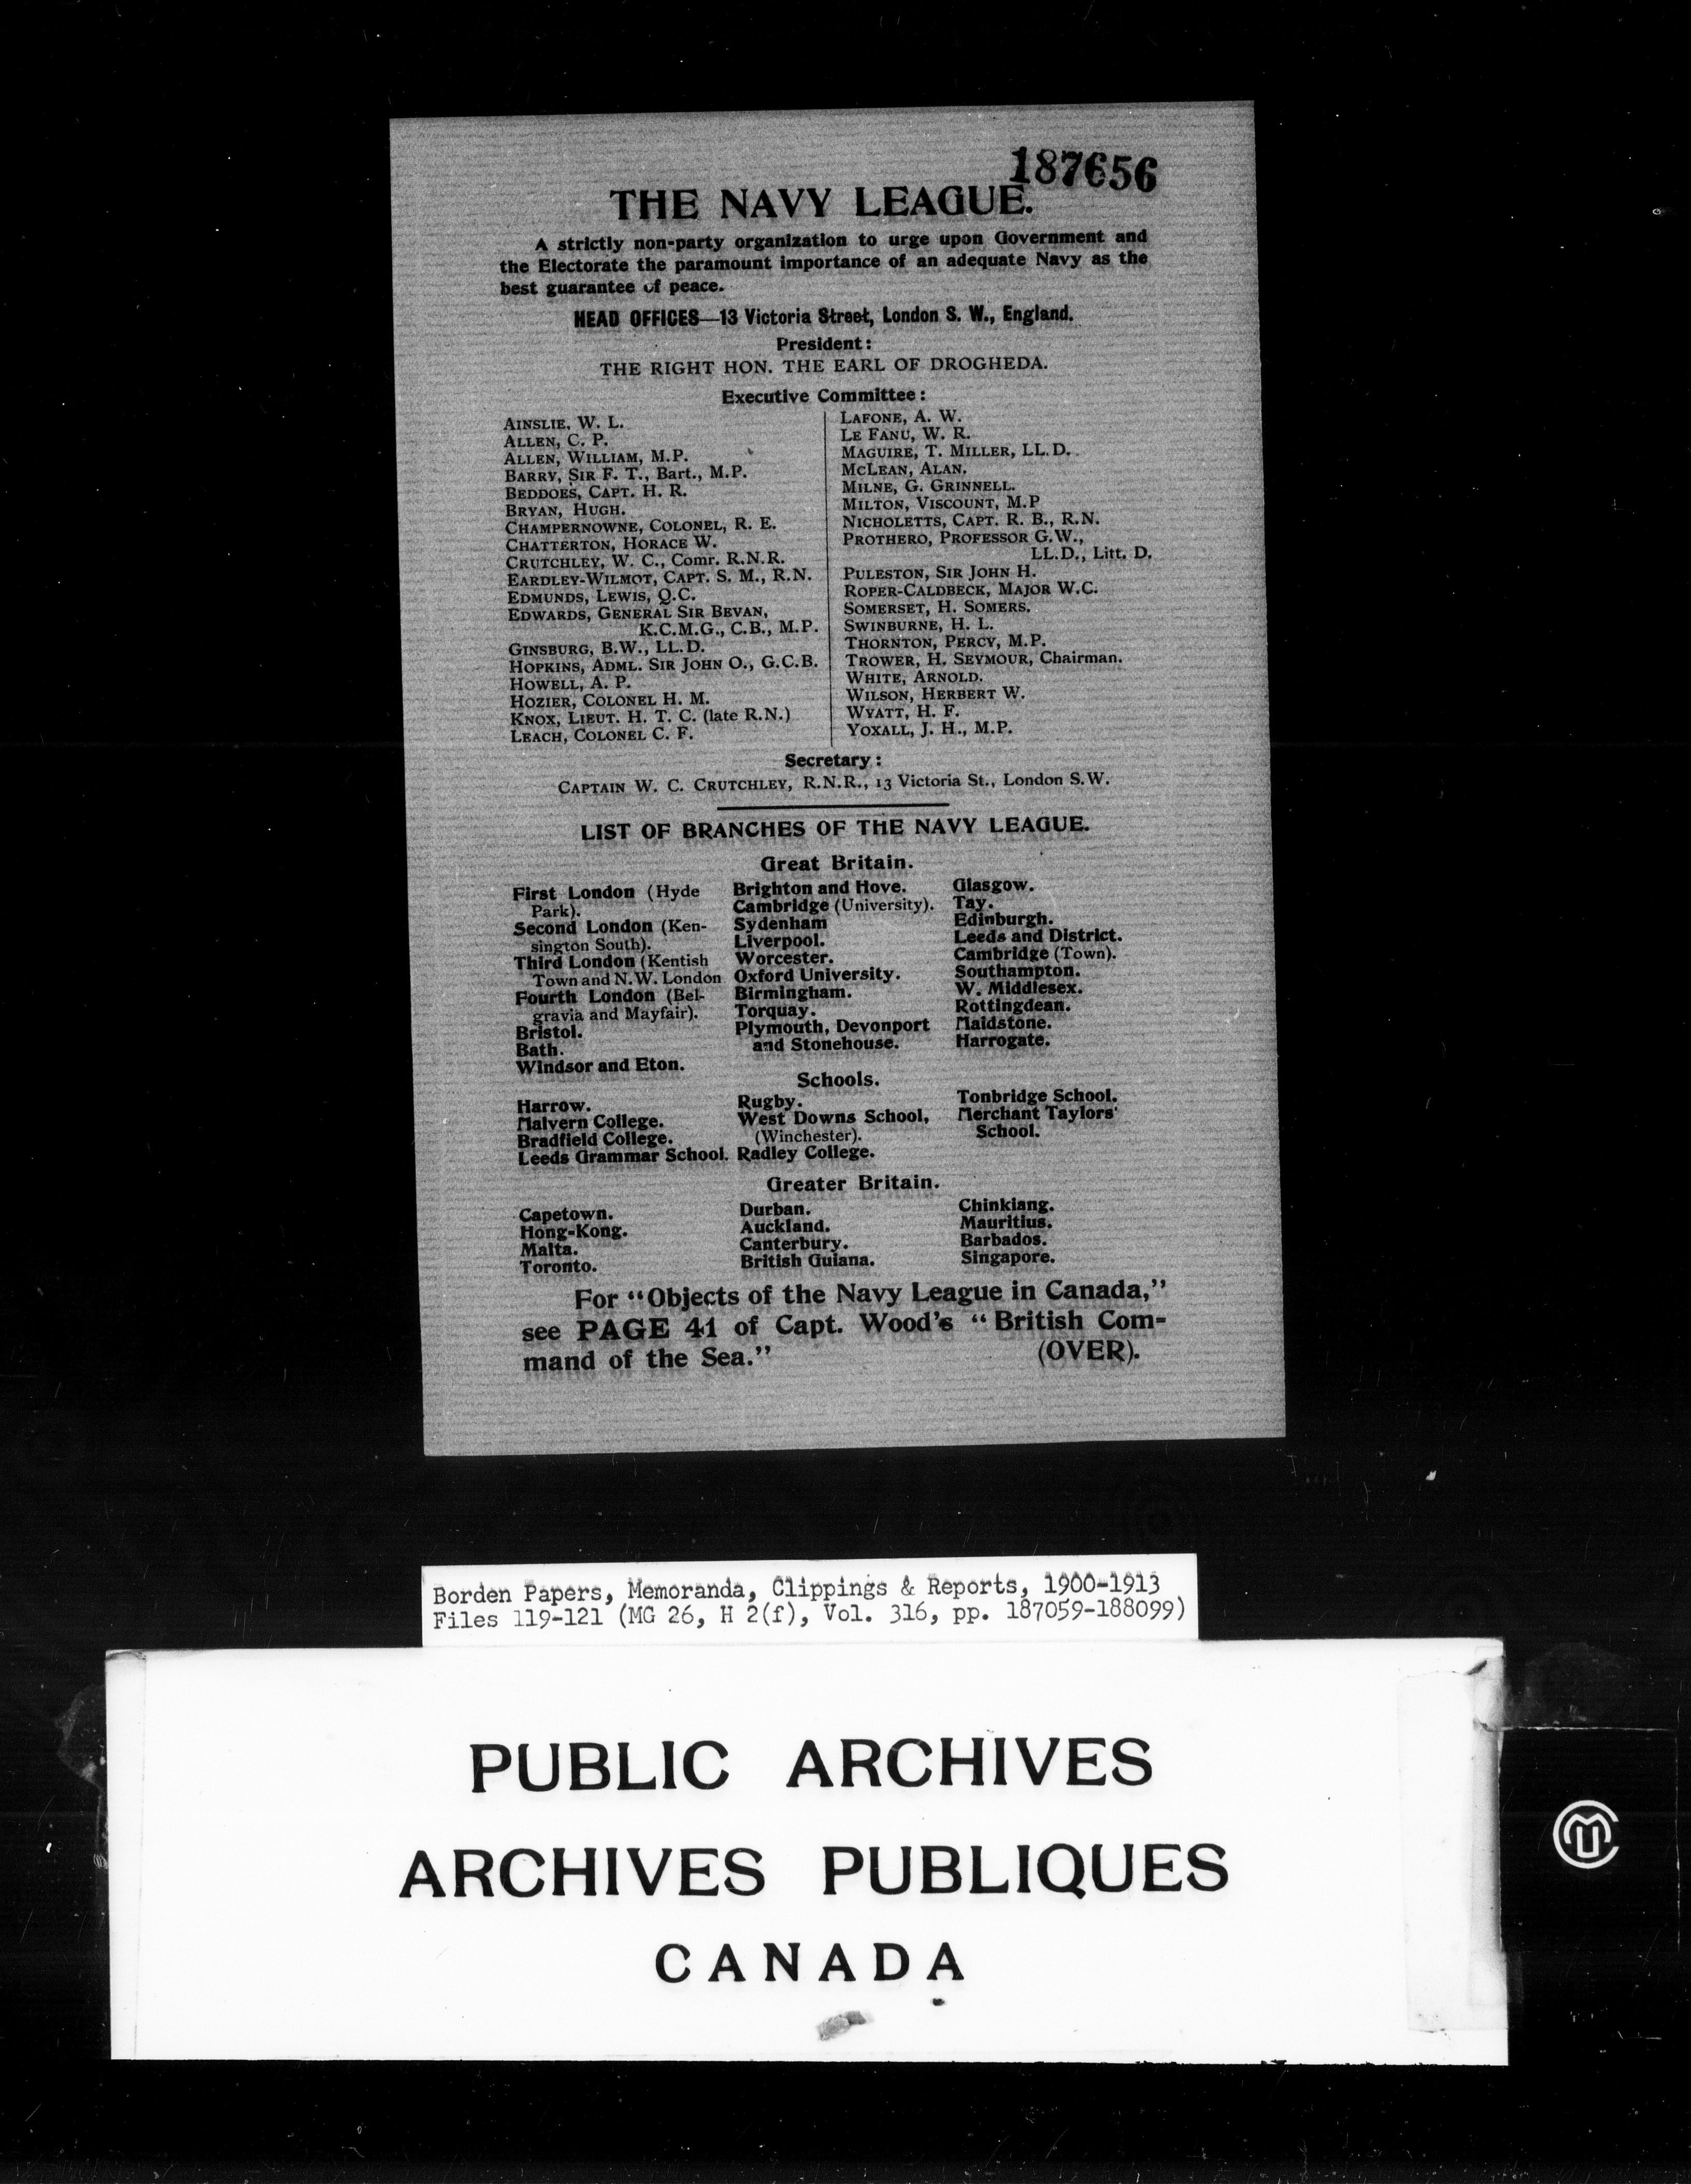 187656
THE NAVY LEAGUE.
A strictly non-party organization to urge upon Government and
the Electorate the paramount importance of an adequate Navy as the
best guarantee of peace.
HEAD OFFICES—13 Victoria Street, London S. W., England.
President:
THE RIGHT HON. THE EARL OF DROGHEDA.
Executive Committee:
AINSLIE, W. L.
ALLEN, C. P.
ALLEN, WILLIAM, M.P.
BARRY, SIR F. T., Bart., M.P.
BEDDOES, CAPT. H. R.
BRYAN, HUGH.
CHAMPERNOWNE, COLONEL, R. E.
CHATTERTON, HORACE W.
CRUTCHLEY, W. C., Comr. R.N.R.
EARDLEY-WILMOT, CAPT. S. M., R.N.
EDMUNDS, LEWIS, Q.C.
EDWARDS, GENERAL SIR BEVAN,
K.C.M.G., C.B., M.P.
GINSBURG, B.W., LL.D.
HOPKINS, ADML. SIR JOHN O., G.C.B.
HOWELL, A. P.
HOZIER, COLONEL H. M.
KNOX, LIEUT. H. T. C. (late R.N.)
LEACH, COLONEL C. F.
LAFONE, A. W.
LE FANU, W. R.
MAGUIRE, T. MILLER, LL.D.
MCLEAN, ALAN.
MILNE, G. GRINNELL.
MILTON, VISCOUNT, M.P
NICHOLETTS, CAPT. R. B., R.N.
PROTHERO, PROFESSOR G.W.,
LL.D., Litt. D.
PULESTON, SIR JOHN H.
ROPER-CALDBECK, MAJOR W.C.
SOMERSET, H. SOMERS.
SWINBURNE, H. L.
THORNTON, PERCY, M.P.
TROWER, H. SEYMOUR, Chairman.
WHITE, ARNOLD.
WILSON, HERBERT W.
WYATT, H. F.
YOXALL, J. H., M.P.
Secretary:
CAPTAIN W. C. CRUTCHLEY, R.N.R., 13 Victoria St., London S.W.
LIST OF BRANCHES OF THE NAVY LEAGUE.
Great Britain.
First London (Hyde
Park).
Second London (Ken-
sington South).
Third London (Kentish
Town and N.W. London
Fourth London (Bel-
gravia and Mayfair).
Bristol.
Bath.
Windsor and Eton.
Brighton and Hove.
Cambridge (University).
Sydenham
Liverpool.
Worcester.
Oxford University.
Birmingham.
Torquay.
Plymouth, Devonport
and Stonehouse.
Glasgow.
Tay.
Edinburgh.
Leeds and District.
Cambridge (Town).
Southampton.
W. Middlesex.
Rottingdean.
Maidstone.
Harrogate.
Schools.
Harrow.
Malvern College.
Bradfield College.
Leeds Grammar School.
Rugby.
West Downs School,
(Winchester).
Radley College.
Tonbridge School.
Merchant Taylors'
School.
Greater Britain.
Capetown.
Hong-Kong.
Malta.
Toronto.
Durban.
Auckland.
Canterbury.
British Guiana.
Chinkiang.
Mauritius.
Barbados.
Singapore.
For "Objects of the Navy League in Canada,"
see PAGE 41 of Capt. Wood's "British Com-
mand of the Sea." (OVER).
Borden Papers, Memoranda, Clippings & Reports, 1900-1913
Files 119-121 (MG 26, H 2(f), Vol. 316, pp. 187059-188099)
PUBLIC ARCHIVES
ARCHIVES PUBLIQUES
CANADA